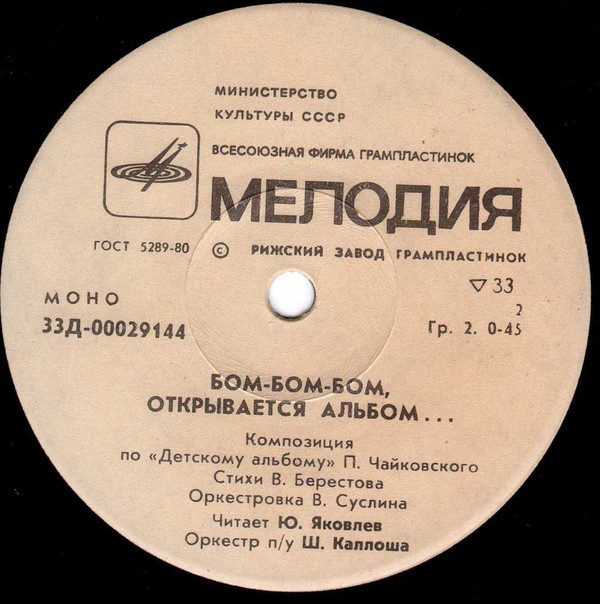 МИНИСТЕРСТВО
КУЛЬТУРЫ СССР
ВСЕСОЮЗНАЯ ФИРМА ГРАМПЛАСТИНОК
МЕЛОДИЯ
ГОСТ 5289-80 © РИЖСКИЙ ЗАВОД ГРАМПЛАСТИНОК
▽ 33
МОНО
2
33Д-00029144
Гр. 2. 0-45
БОМ-БОМ-БОМ,
ОТКРЫВАЕТСЯ АЛЬБОМ...
Композиция
по «Детскому альбому» П. Чайковского
Стихи В. Берестова
Оркестровка В. Суслина
Читает Ю. Яковлев
Оркестр п/у Ш. Каллоша